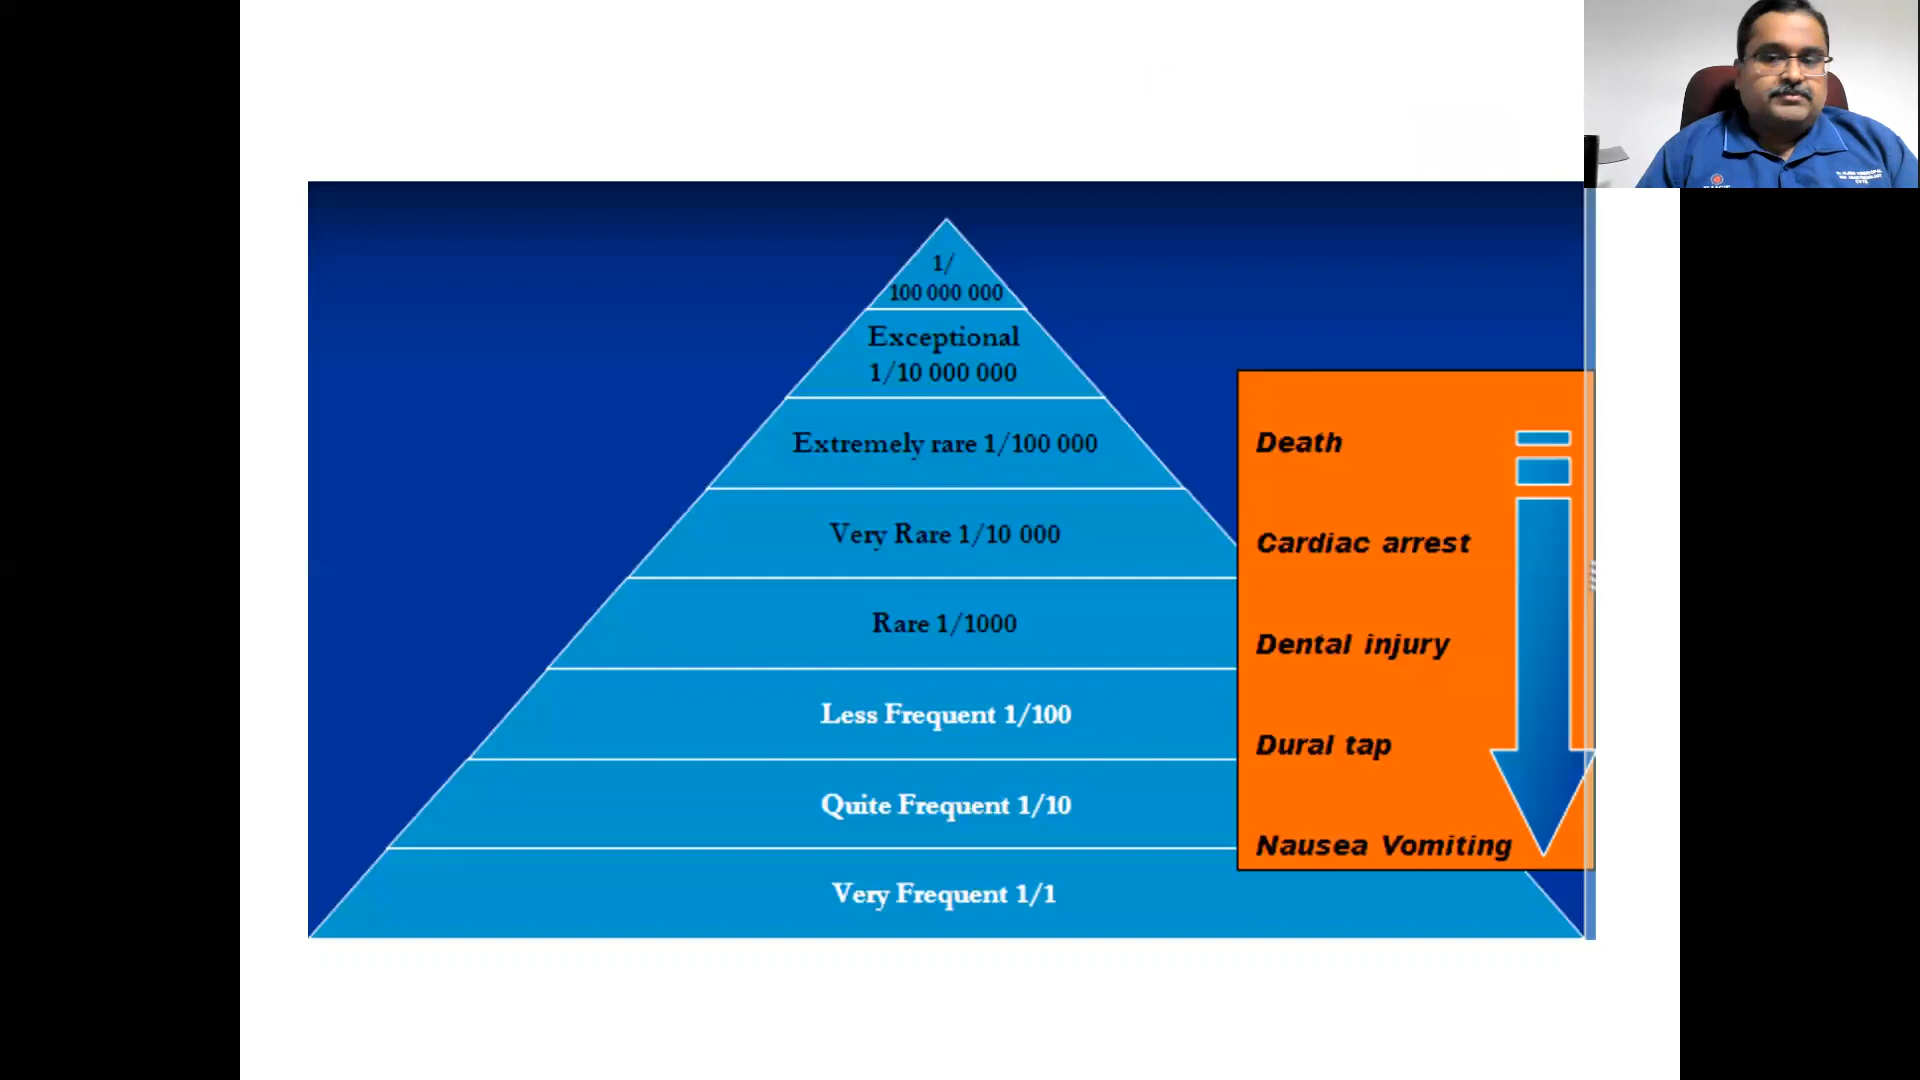 1/
100 000 000
Exceptional
1/10 000 000
Extremely rare 1/100 000
Very Rare 1/10 000
Rare 1/1000
Less Frequent 1/100
Quite Frequent 1/10
Very Frequent 1/1
Death
Cardiac arrest
Dental injury
Dural tap
Nausea Vomiting